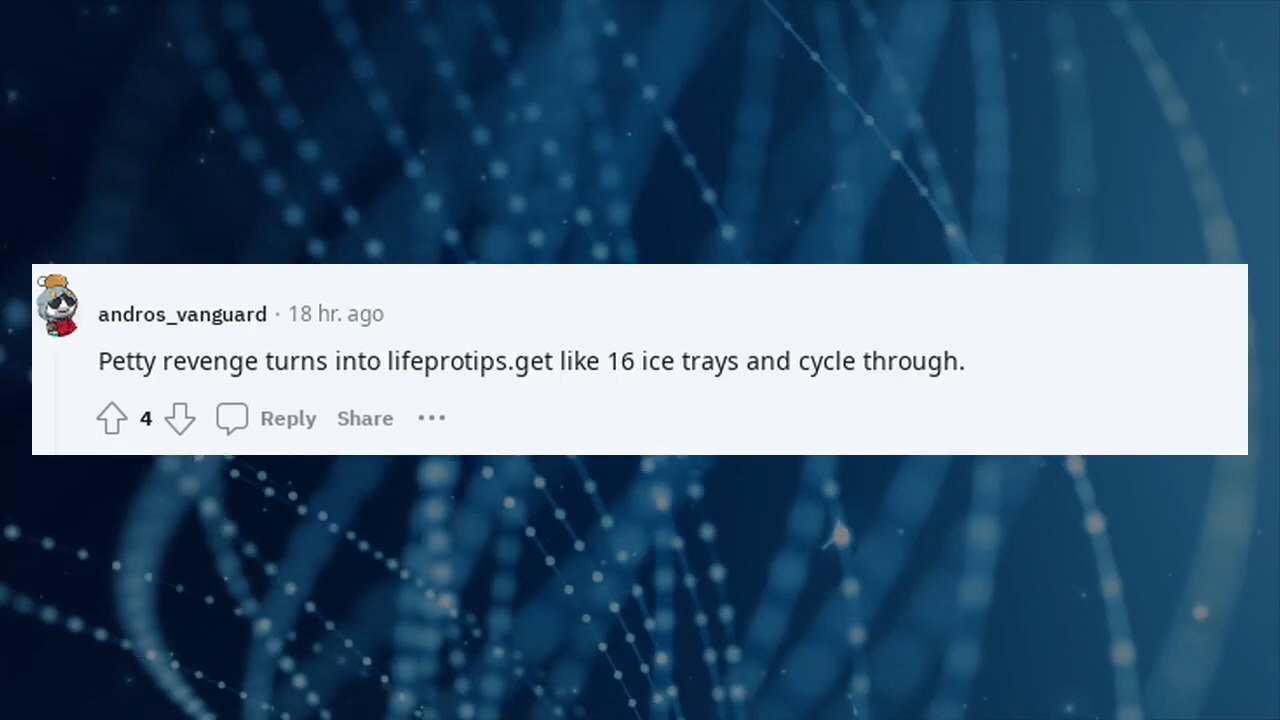 andros_vanguard · 18 hr. ago
Petty revenge turns into lifeprotips.get like 16 ice trays and cycle through.
4 Reply Share ···